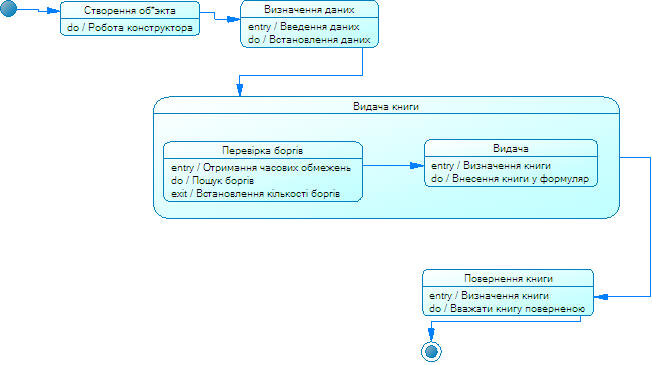 Створення об"экта
do / Робота конструктора
Визначення даних
entry / Введення даних
do / Встановлення даних
Видача книги
Перевірка боргів
entry / Отримання часових обмежень
do / Пошук боргів
exit / Встановлення кількості боргів
Видача
entry / Визначення книги
do / Внесення книги у формуляр
Повернення книги
entry / Визначення книги
do / Вважати книгу поверненою